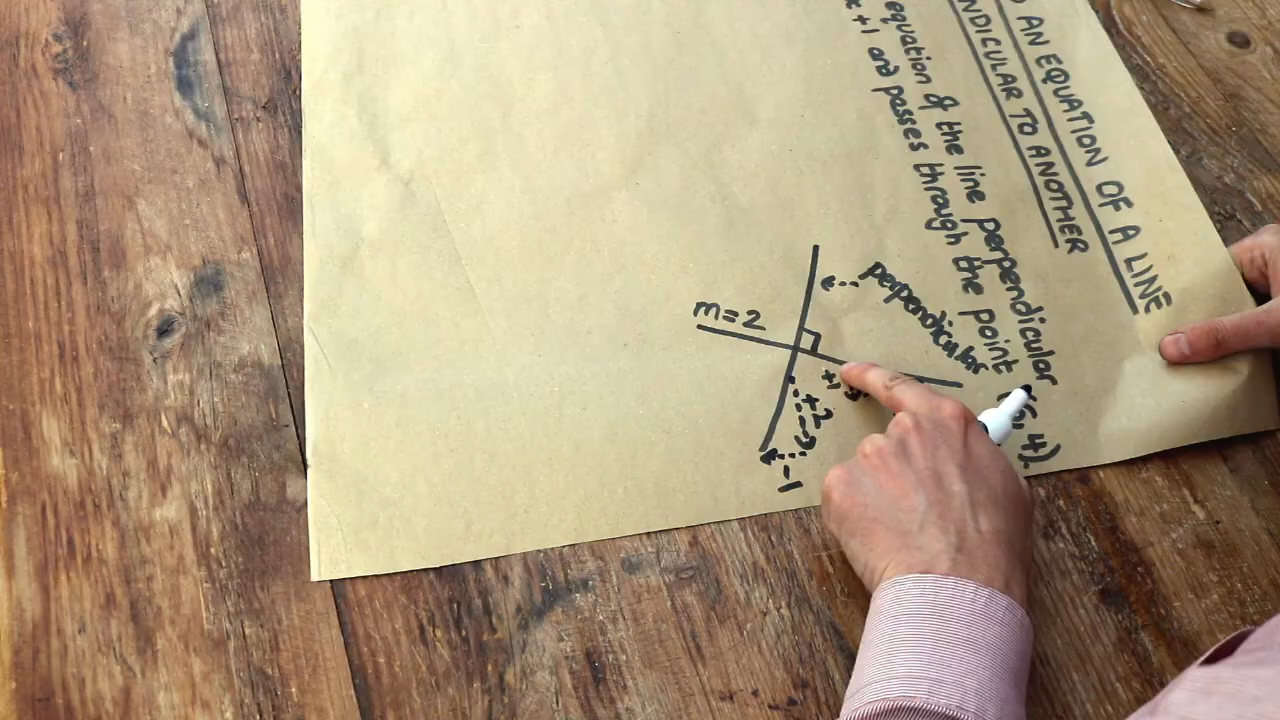 AN EQUATION OF A LINE
NDICULAR TO ANOTHER
equation of the line perpendicular
x+1 and passes through the point (6,4).
perpendicular
m=2
+1
+2
-1